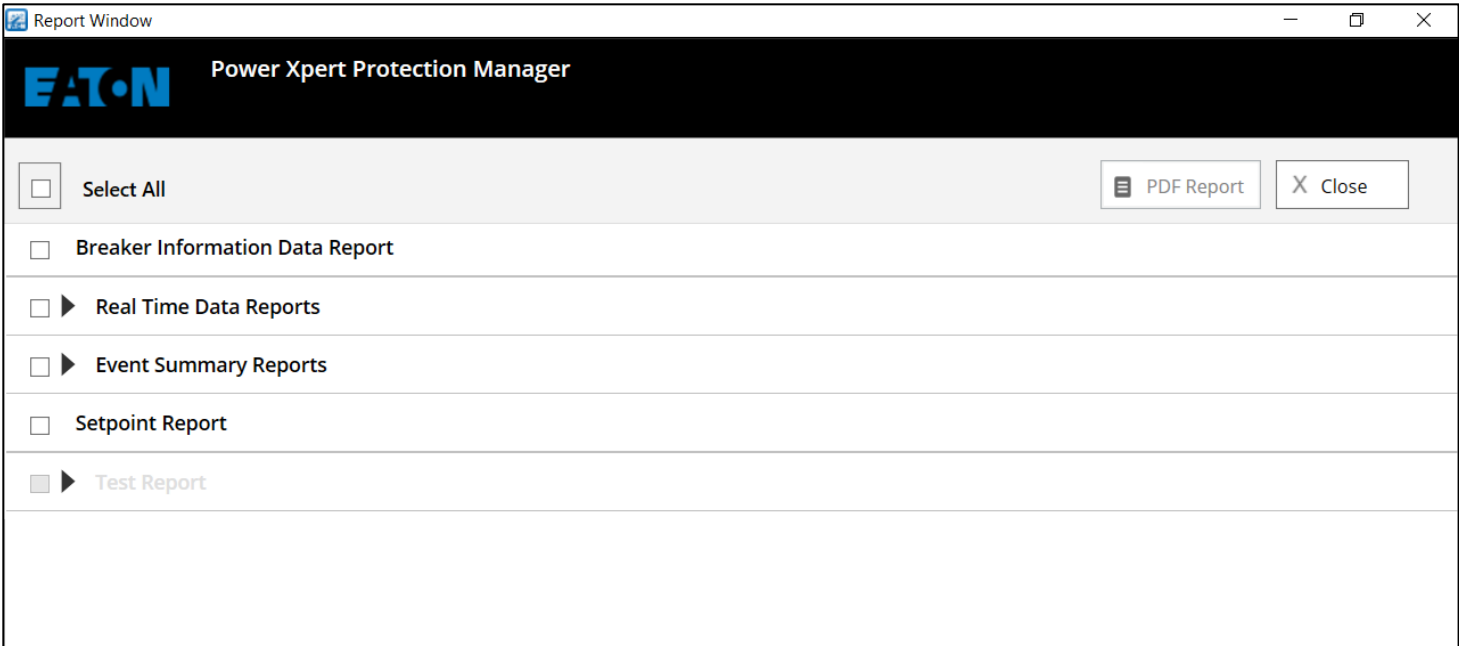 Report Window
EATON
Power Xpert Protection Manager
Select All
PDF Report
X Close
Breaker Information Data Report
Real Time Data Reports
Event Summary Reports
Setpoint Report
Test Report